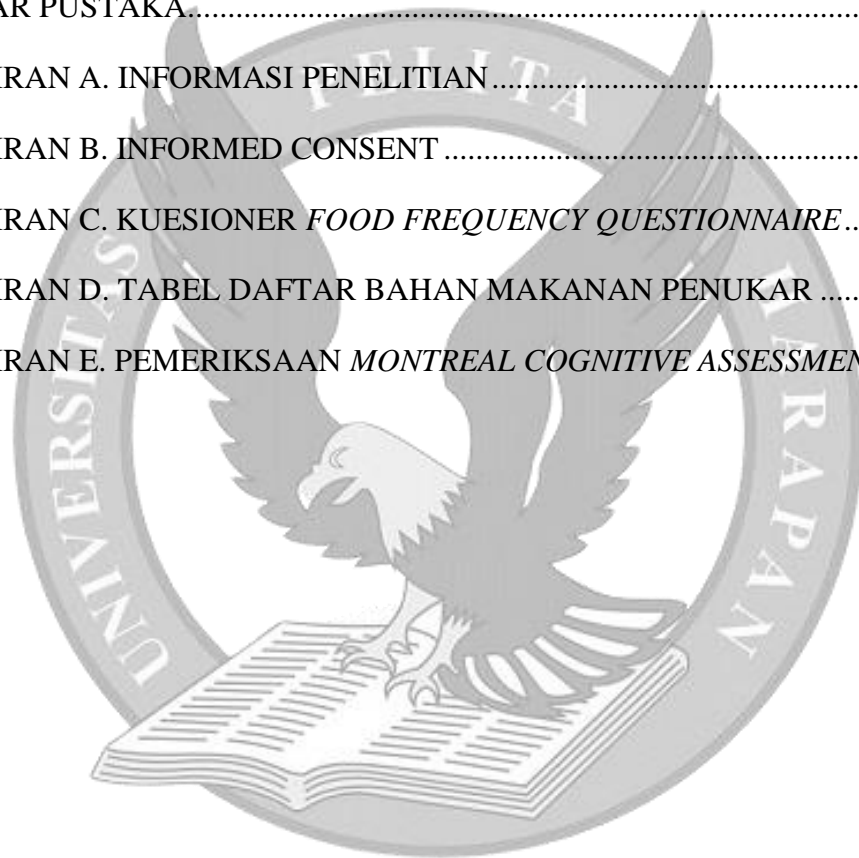 AR PUSTAKA
IRAN A. INFORMASI PENELITIAN
IRAN B. INFORMED CONSENT
IRAN C. KUESIONER FOOD FREQUENCY QUESTIONNAIRE
IRAN D. TABEL DAFTAR BAHAN MAKANAN PENUKAR
IRAN E. PEMERIKSAAN MONTREAL COGNITIVE ASSESSMEN
UNIVERSITAS PELITA HARAPAN